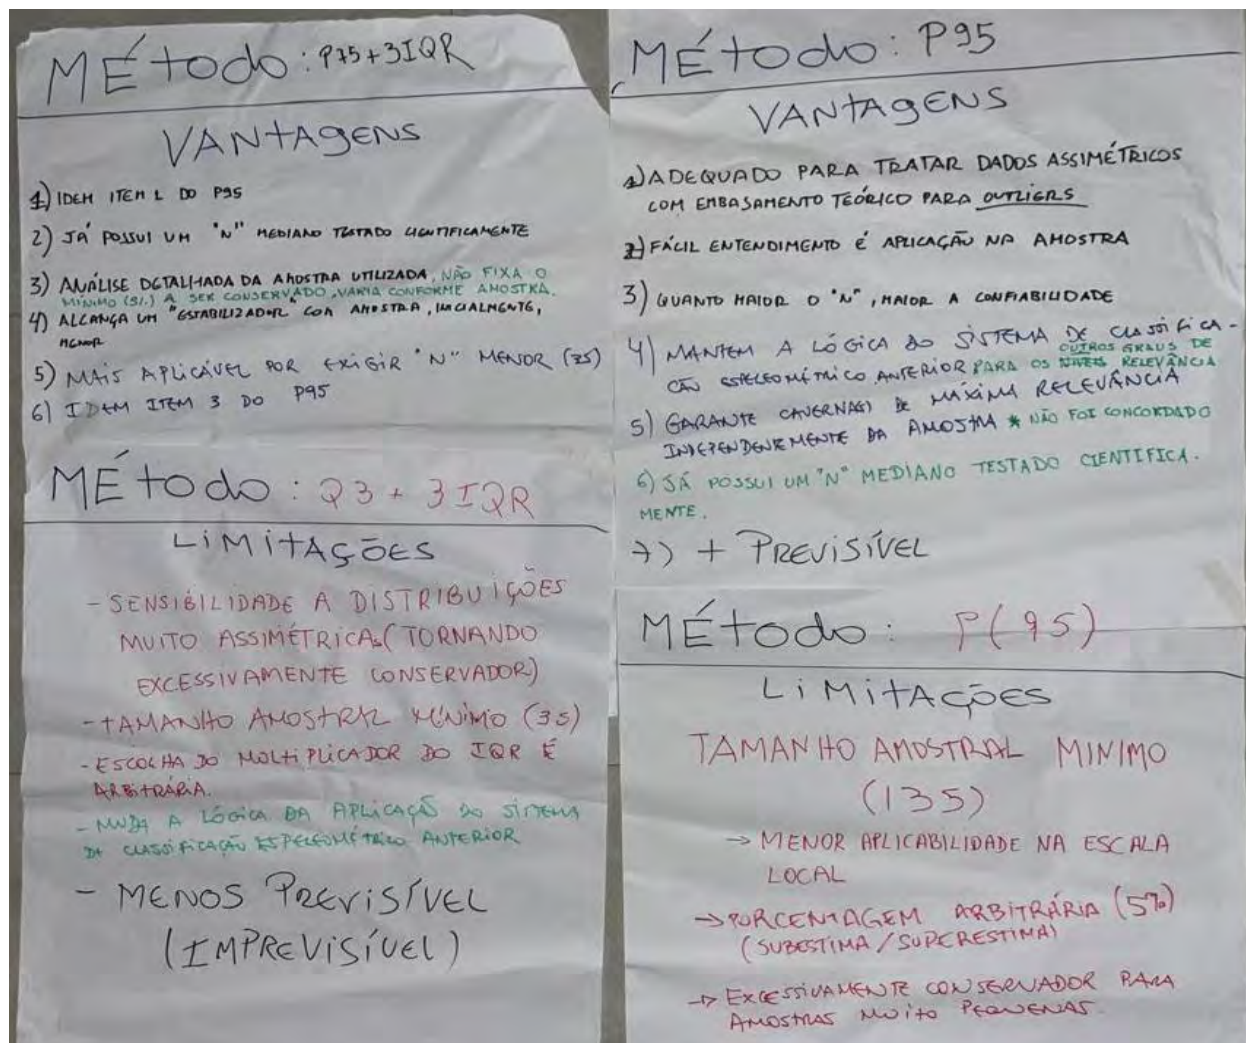 MÉtodo: P75+3IQR
VANtAgENS
1) IDEM ITEM 1 DO P95
2) JÁ POSSUI UM "N" MEDIANO TESTADO CIENTIFICAMENTE
3) ANÁLISE DETALHADA DA AMOSTRA UTILIZADA, NÃO FIXA O
MÍNIMO (5%) A SER CONSERVADO, VARIA CONFORME AMOSTRA.
4) ALCANÇA UM "ESTABILIZADOR" COM AMOSTRA, INICIALMENTE,
MENOR
5) MAIS APLICÁVEL POR EXIGIR "N" MENOR (35)
6) IDEM ITEM 3 DO P95
MÉtodo: Q3 + 3IQR
LiMitAÇÕES
- SENSIBILIDADE A DISTRIBUIÇÕES
MUITO ASSIMÉTRICAS (TORNANDO
EXCESSIVAMENTE CONSERVADOR)
- TAMANHO AMOSTRAL MÍNIMO (35)
- ESCOLHA DO MULTIPLICADOR DO IQR É
ARBITRÁRIA.
- MUDA A LÓGICA DA APLICAÇÃO DO SISTEMA
DE CLASSIFICAÇÃO ESPELEOMÉTRICO ANTERIOR
- MENOS PREVISÍVEL
(IMPREVISÍVEL)
MÉtodo: P95
VANtAgENS
1) ADEQUADO PARA TRATAR DADOS ASSIMÉTRICOS
COM EMBASAMENTO TEÓRICO PARA OUTLIERS
2) FÁCIL ENTENDIMENTO E APLICAÇÃO NA AMOSTRA
3) QUANTO MAIOR O "N", MAIOR A CONFIABILIDADE
4) MANTEM A LÓGICA DO SISTEMA DE CLASSIFICA-
ÇÃO ESPELEOMÉTRICO ANTERIOR PARA OS OUTROS GRAUS DE RELEVÂNCIA
5) GARANTE CAVERNA(S) DE MÁXIMA RELEVÂNCIA
INDEPENDENEMENTE DA AMOSTRA * NÃO FOI CONCORDADO
6) JÁ POSSUI UM "N" MEDIANO TESTADO CIENTIFICA.
MENTE.
7) + PREVISÍVEL
MÉtodo: P(95)
LiMitAÇÕES
TAMANHO AMOSTRAL MINIMO
(135)
→ MENOR APLICABILIDADE NA ESCALA
LOCAL
→ PORCENTAGEM ARBITRÁRIA (5%)
(SUBESTIMA/SUPERESTIMA)
→ EXCESSIVAMENTE CONSERVADOR PARA
AMOSTRAS MUITO PEQUENAS.